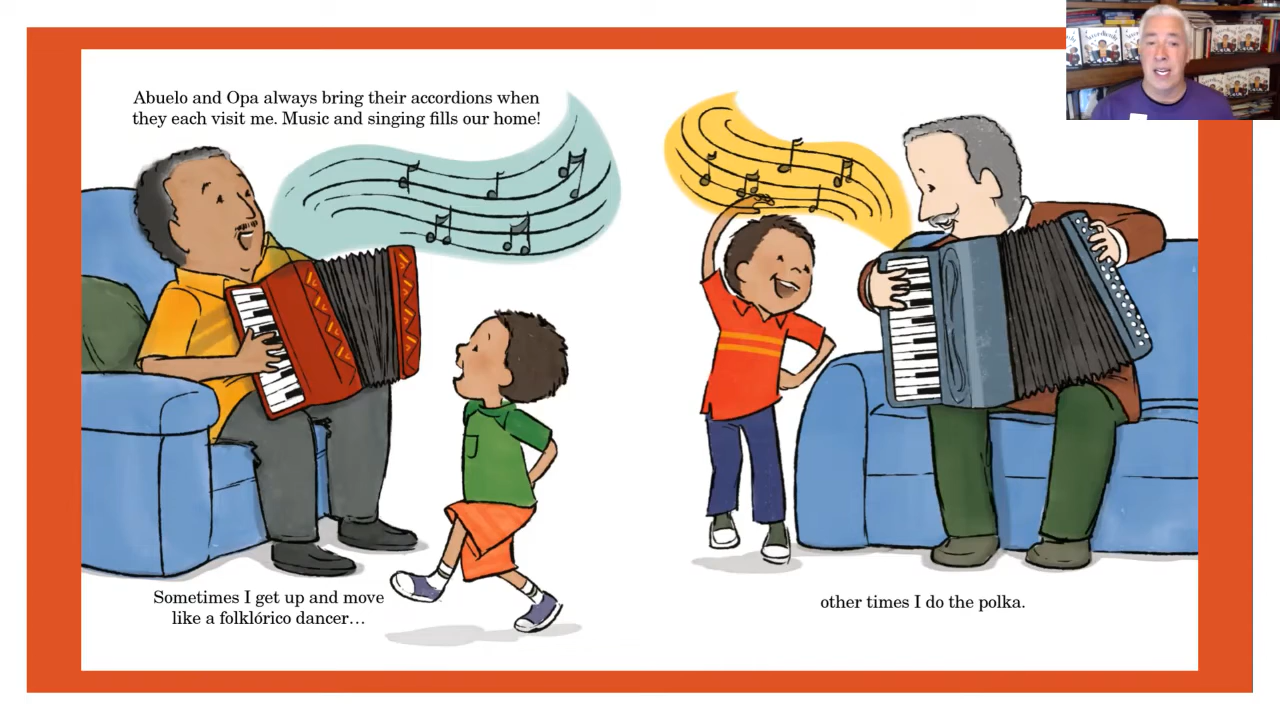 Abuelo and Opa always bring their accordions when
they each visit me. Music and singing fills our home!
Sometimes I get up and move
like a folklórico dancer…
other times I do the polka.